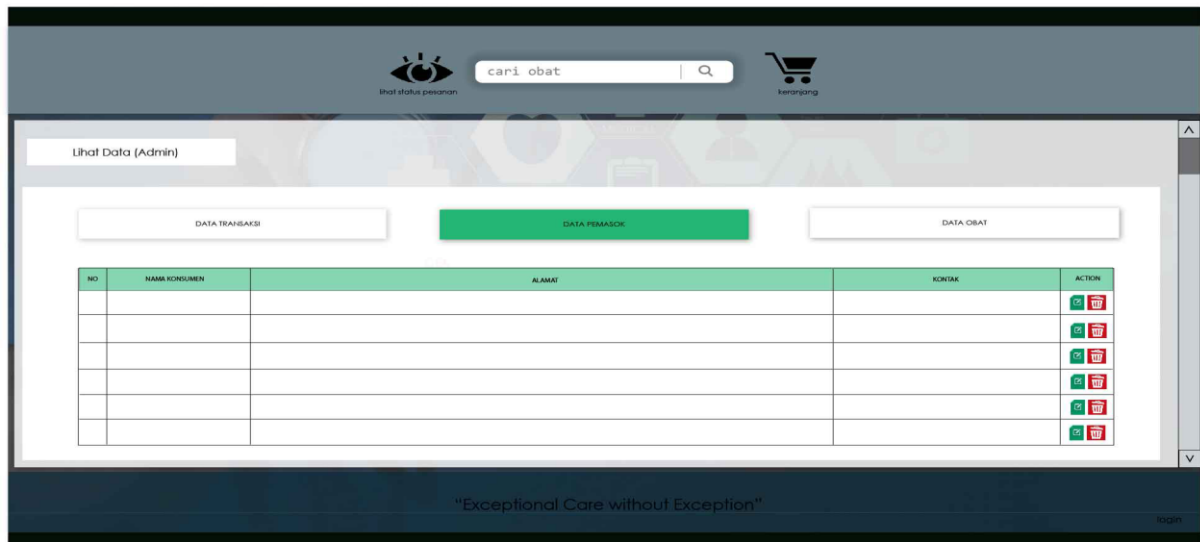 cari obat
lihat status pesanan
keranjang
Lihat Data (Admin)
DATA TRANSAKSI
DATA PEMASOK
DATA OBAT
NO NAMA KONSUMEN ALAMAT KONTAK ACTION
"Exceptional Care without Exception"
login